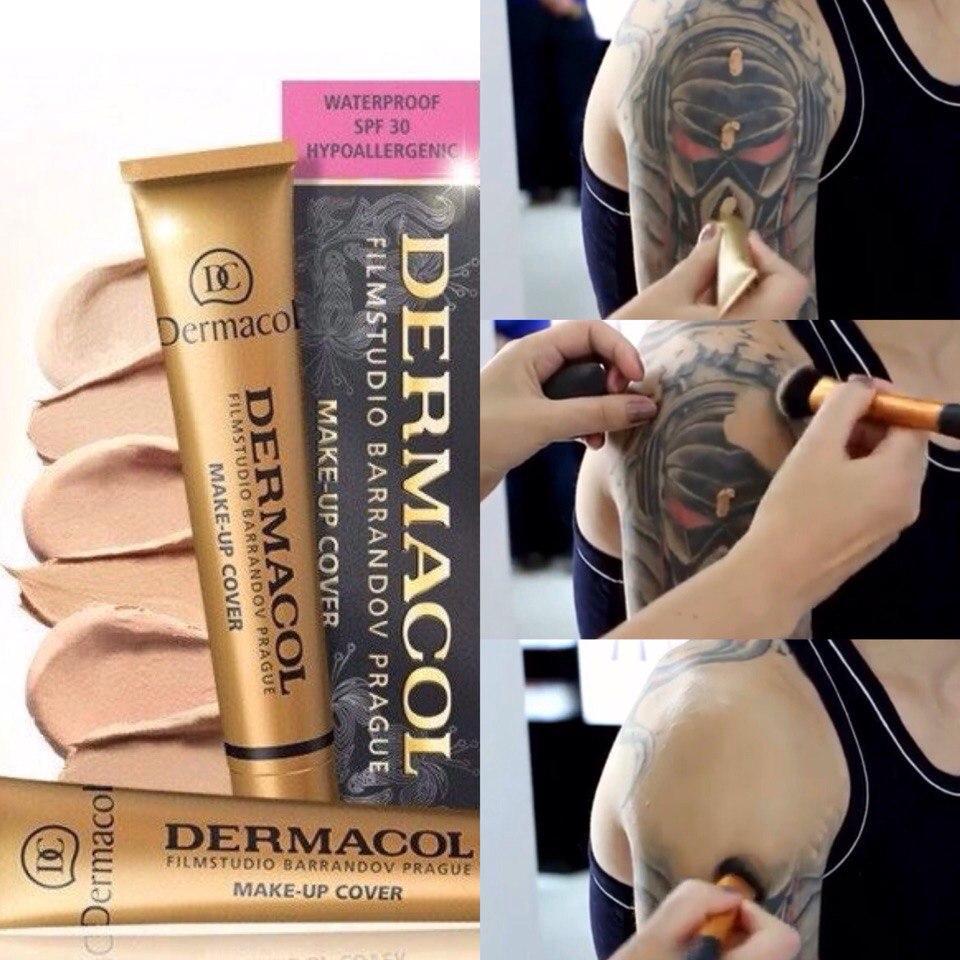 WATERPROOF
SPF 30
HYPOALLERGENIC
DC
Dermacol
DERMACOL
FILMSTUDIO BARRANDOV PRAGUE
MAKE-UP COVER
DERMACOL
FILMSTUDIO BARRANDOV PRAGUE
MAKE-UP COVER
DC
Dermacol
DERMACOL
FILMSTUDIO BARRANDOV PRAGUE
MAKE-UP COVER